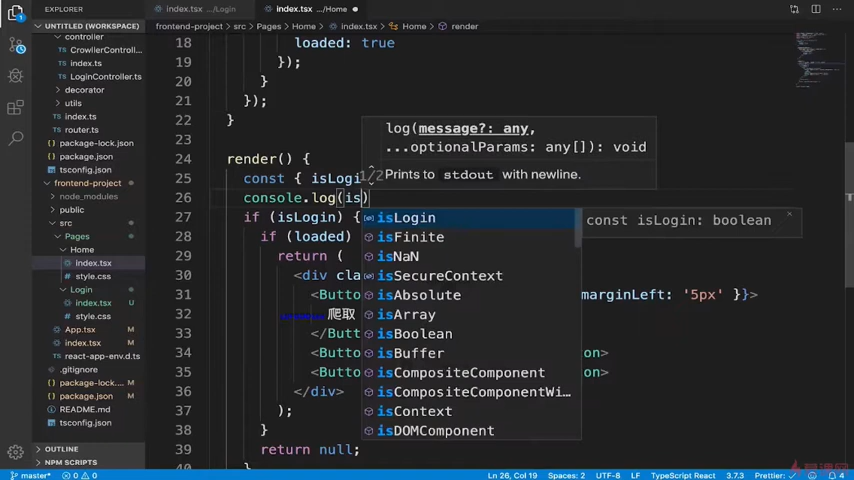 EXPLORER
index.tsx .../Login
index.tsx .../Home
UNTITLED (WORKSPACE)
controller
CrowllerControll...
index.ts
LoginController.ts
decorator
utils
index.ts
router.ts
package-lock.json
package.json
tsconfig.json
frontend-project
node_modules
public
src
Pages
Home
index.tsx
style.css
Login
index.tsx U
style.css
App.tsx M
index.tsx M
react-app-env.d.ts
.gitignore
package-lock... M
package.json M
README.md
tsconfig.json
OUTLINE
NPM SCRIPTS
frontend-project > src > Pages > Home > index.tsx > Home > render
18 loaded: true
19 });
20 }
21 });
22 }
23
24 render() {
25 const { isLogi
26 console.log(is)
27 if (isLogin) {
28 if (loaded)
29 return (
30 <div cla
31 <Button marginLeft: '5px' }}>
32 爬取
33 </Butt
34 <Butto on>
35 <Butto on>
36 </div>
37 );
38 }
39 return null;
40
log(message?: any,
...optionalParams: any[]): void
1/2 Prints to stdout with newline.
isLogin
isFinite
isNaN
isSecureContext
isAbsolute
isArray
isBoolean
isBuffer
isCompositeComponent
isCompositeComponentWi...
isContext
isDOMComponent
const isLogin: boolean
master* 0 0 Ln 26, Col 19 Spaces: 2 UTF-8 LF TypeScript React 3.7.3 Prettier: ✓ 4